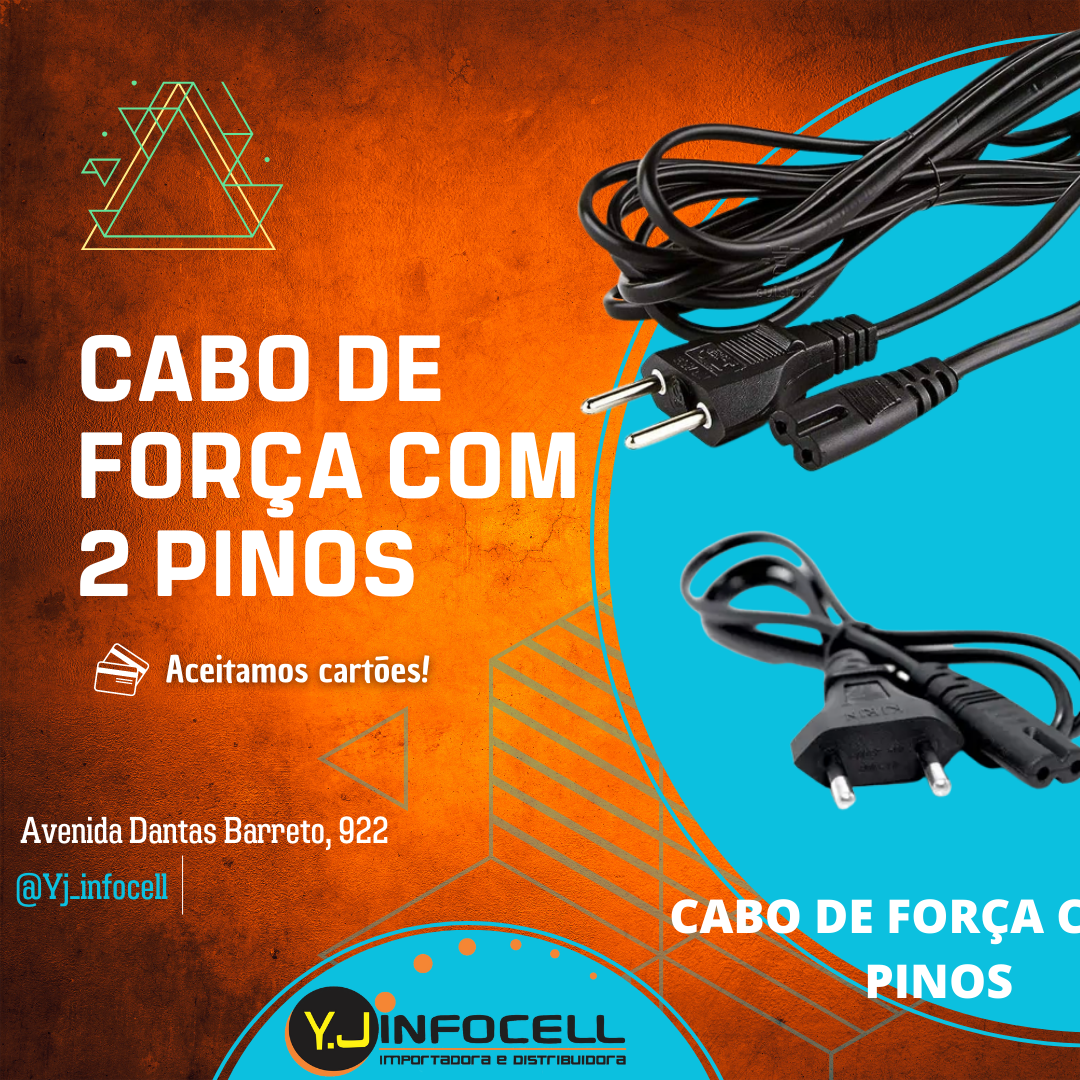 CABO DE
FORÇA COM
2 PINOS
Aceitamos cartões!
Avenida Dantas Barreto, 922
@Yj_infocell
CABO DE FORÇA C
PINOS
Y.J INFOCELL
IMPORTADORA E DISTRIBUIDORA